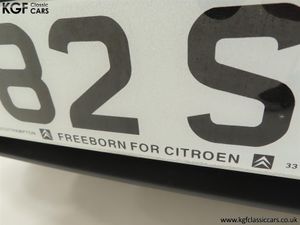 KGF Classic Cars
82 S
FREEBORN FOR CITROEN
33
www.kgfclassiccars.co.uk